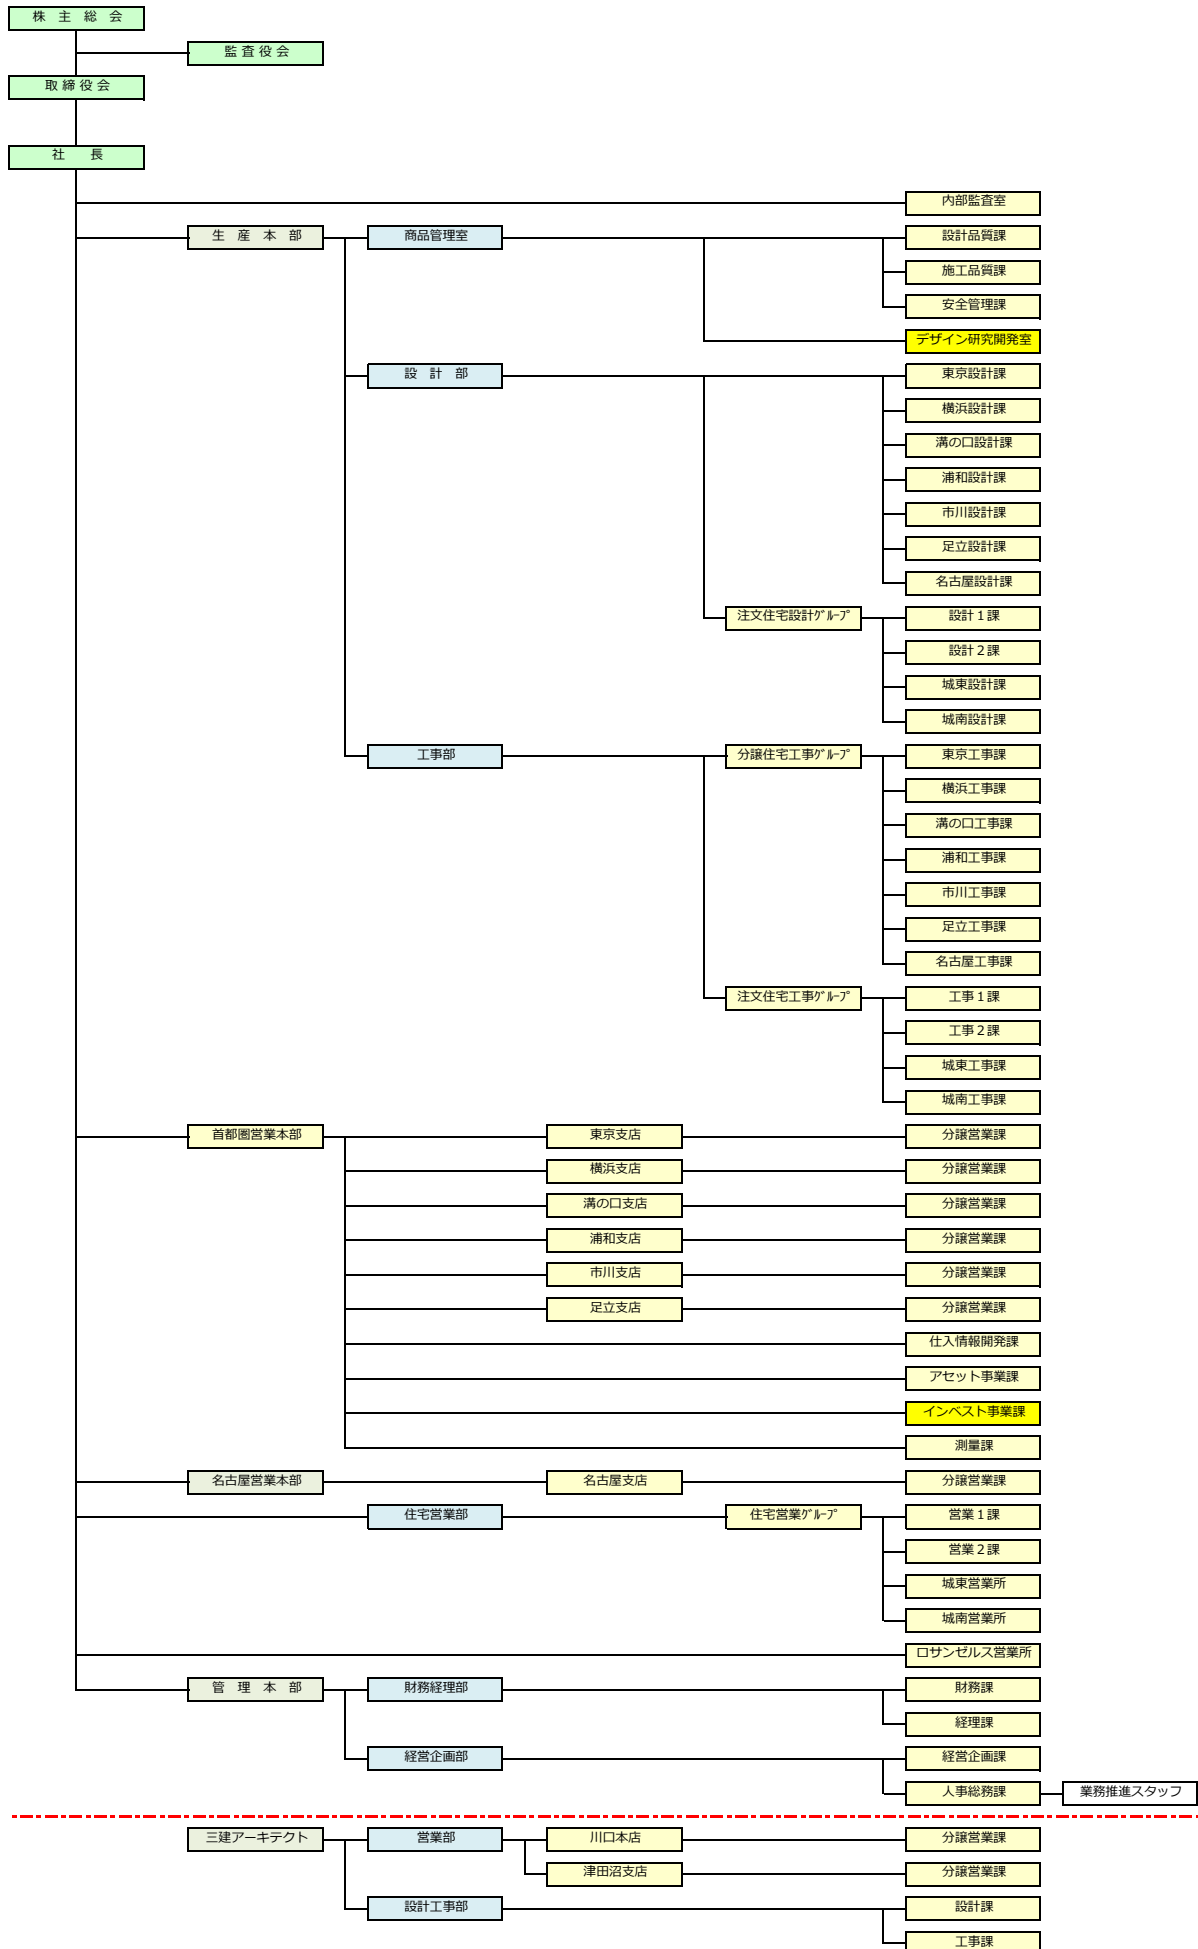 株　主　総　会
監 査 役 会
取 締 役 会
社　　長
内部監査室
生　産　本　部
商品管理室
設計品質課
施工品質課
安全管理課
デザイン研究開発室
設　計　部
東京設計課
横浜設計課
溝の口設計課
浦和設計課
市川設計課
足立設計課
名古屋設計課
注文住宅設計ｸﾞﾙｰﾌﾟ
設計１課
設計２課
城東設計課
城南設計課
工事部
分譲住宅工事ｸﾞﾙｰﾌﾟ
東京工事課
横浜工事課
溝の口工事課
浦和工事課
市川工事課
足立工事課
名古屋工事課
注文住宅工事ｸﾞﾙｰﾌﾟ
工事１課
工事２課
城東工事課
城南工事課
首都圏営業本部
東京支店
分譲営業課
横浜支店
分譲営業課
溝の口支店
分譲営業課
浦和支店
分譲営業課
市川支店
分譲営業課
足立支店
分譲営業課
仕入情報開発課
アセット事業課
インベスト事業課
測量課
名古屋営業本部
名古屋支店
分譲営業課
住宅営業部
住宅営業ｸﾞﾙｰﾌﾟ
営業１課
営業２課
城東営業所
城南営業所
ロサンゼルス営業所
管　理　本　部
財務経理部
財務課
経理課
経営企画部
経営企画課
人事総務課
業務推進スタッフ
三建アーキテクト
営業部
川口本店
分譲営業課
津田沼支店
分譲営業課
設計工事部
設計課
工事課